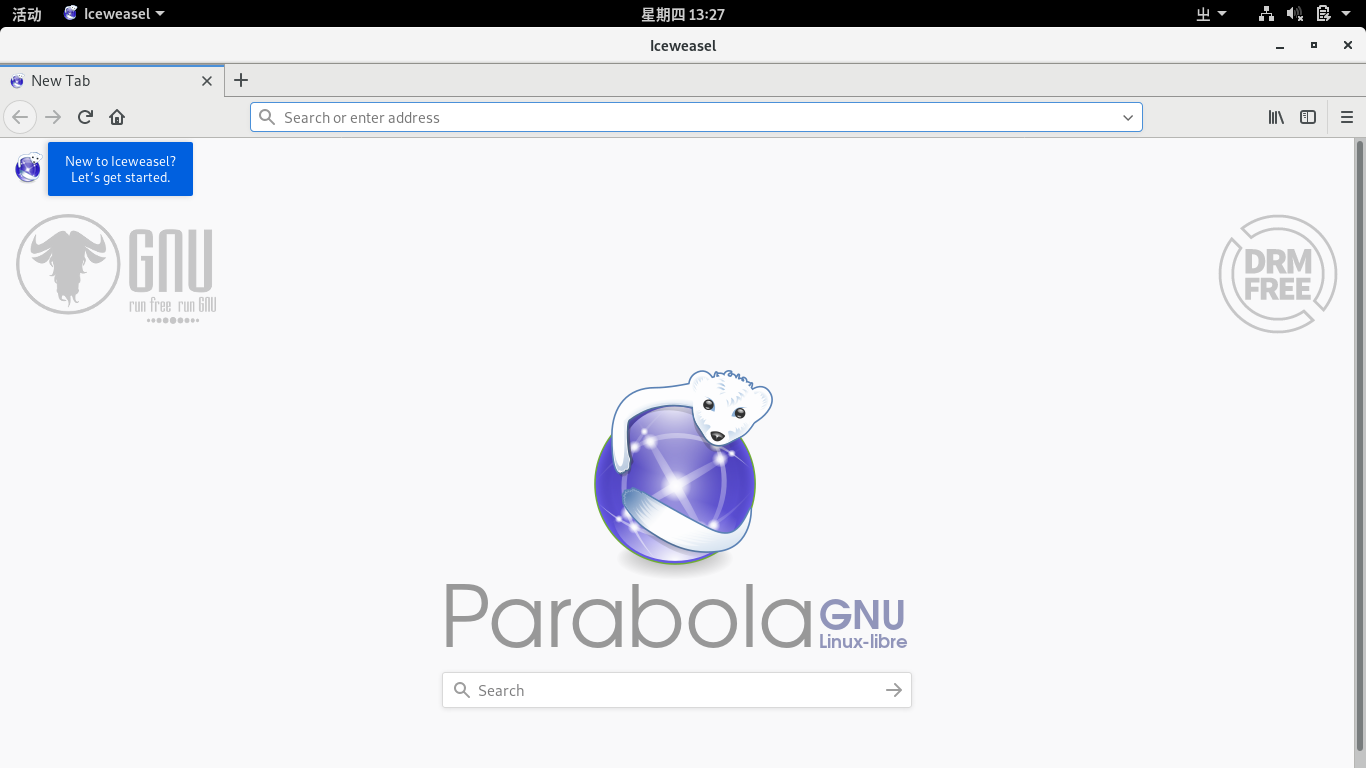 活动
Iceweasel
星期四 13:27
㞢
Iceweasel
New Tab
Search or enter address
New to Iceweasel?
Let's get started.
GNU
run free run GNU
DRM
FREE
Parabola
GNU
Linux-libre
Search